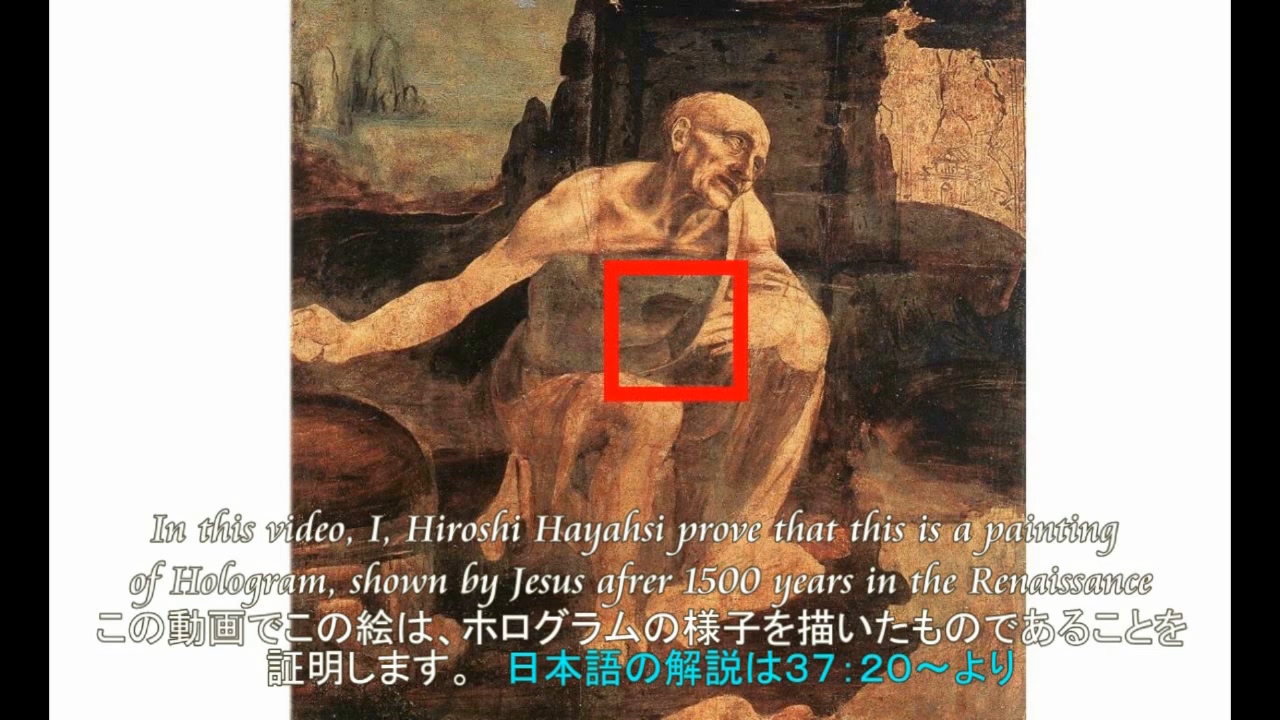 In this video, I, Hiroshi Hayahsi prove that this is a painting
of Hologram, shown by Jesus afrer 1500 years in the Renaissance
この動画でこの絵は、ホログラムの様子を描いたものであることを
証明します。 日本語の解説は37:20～より